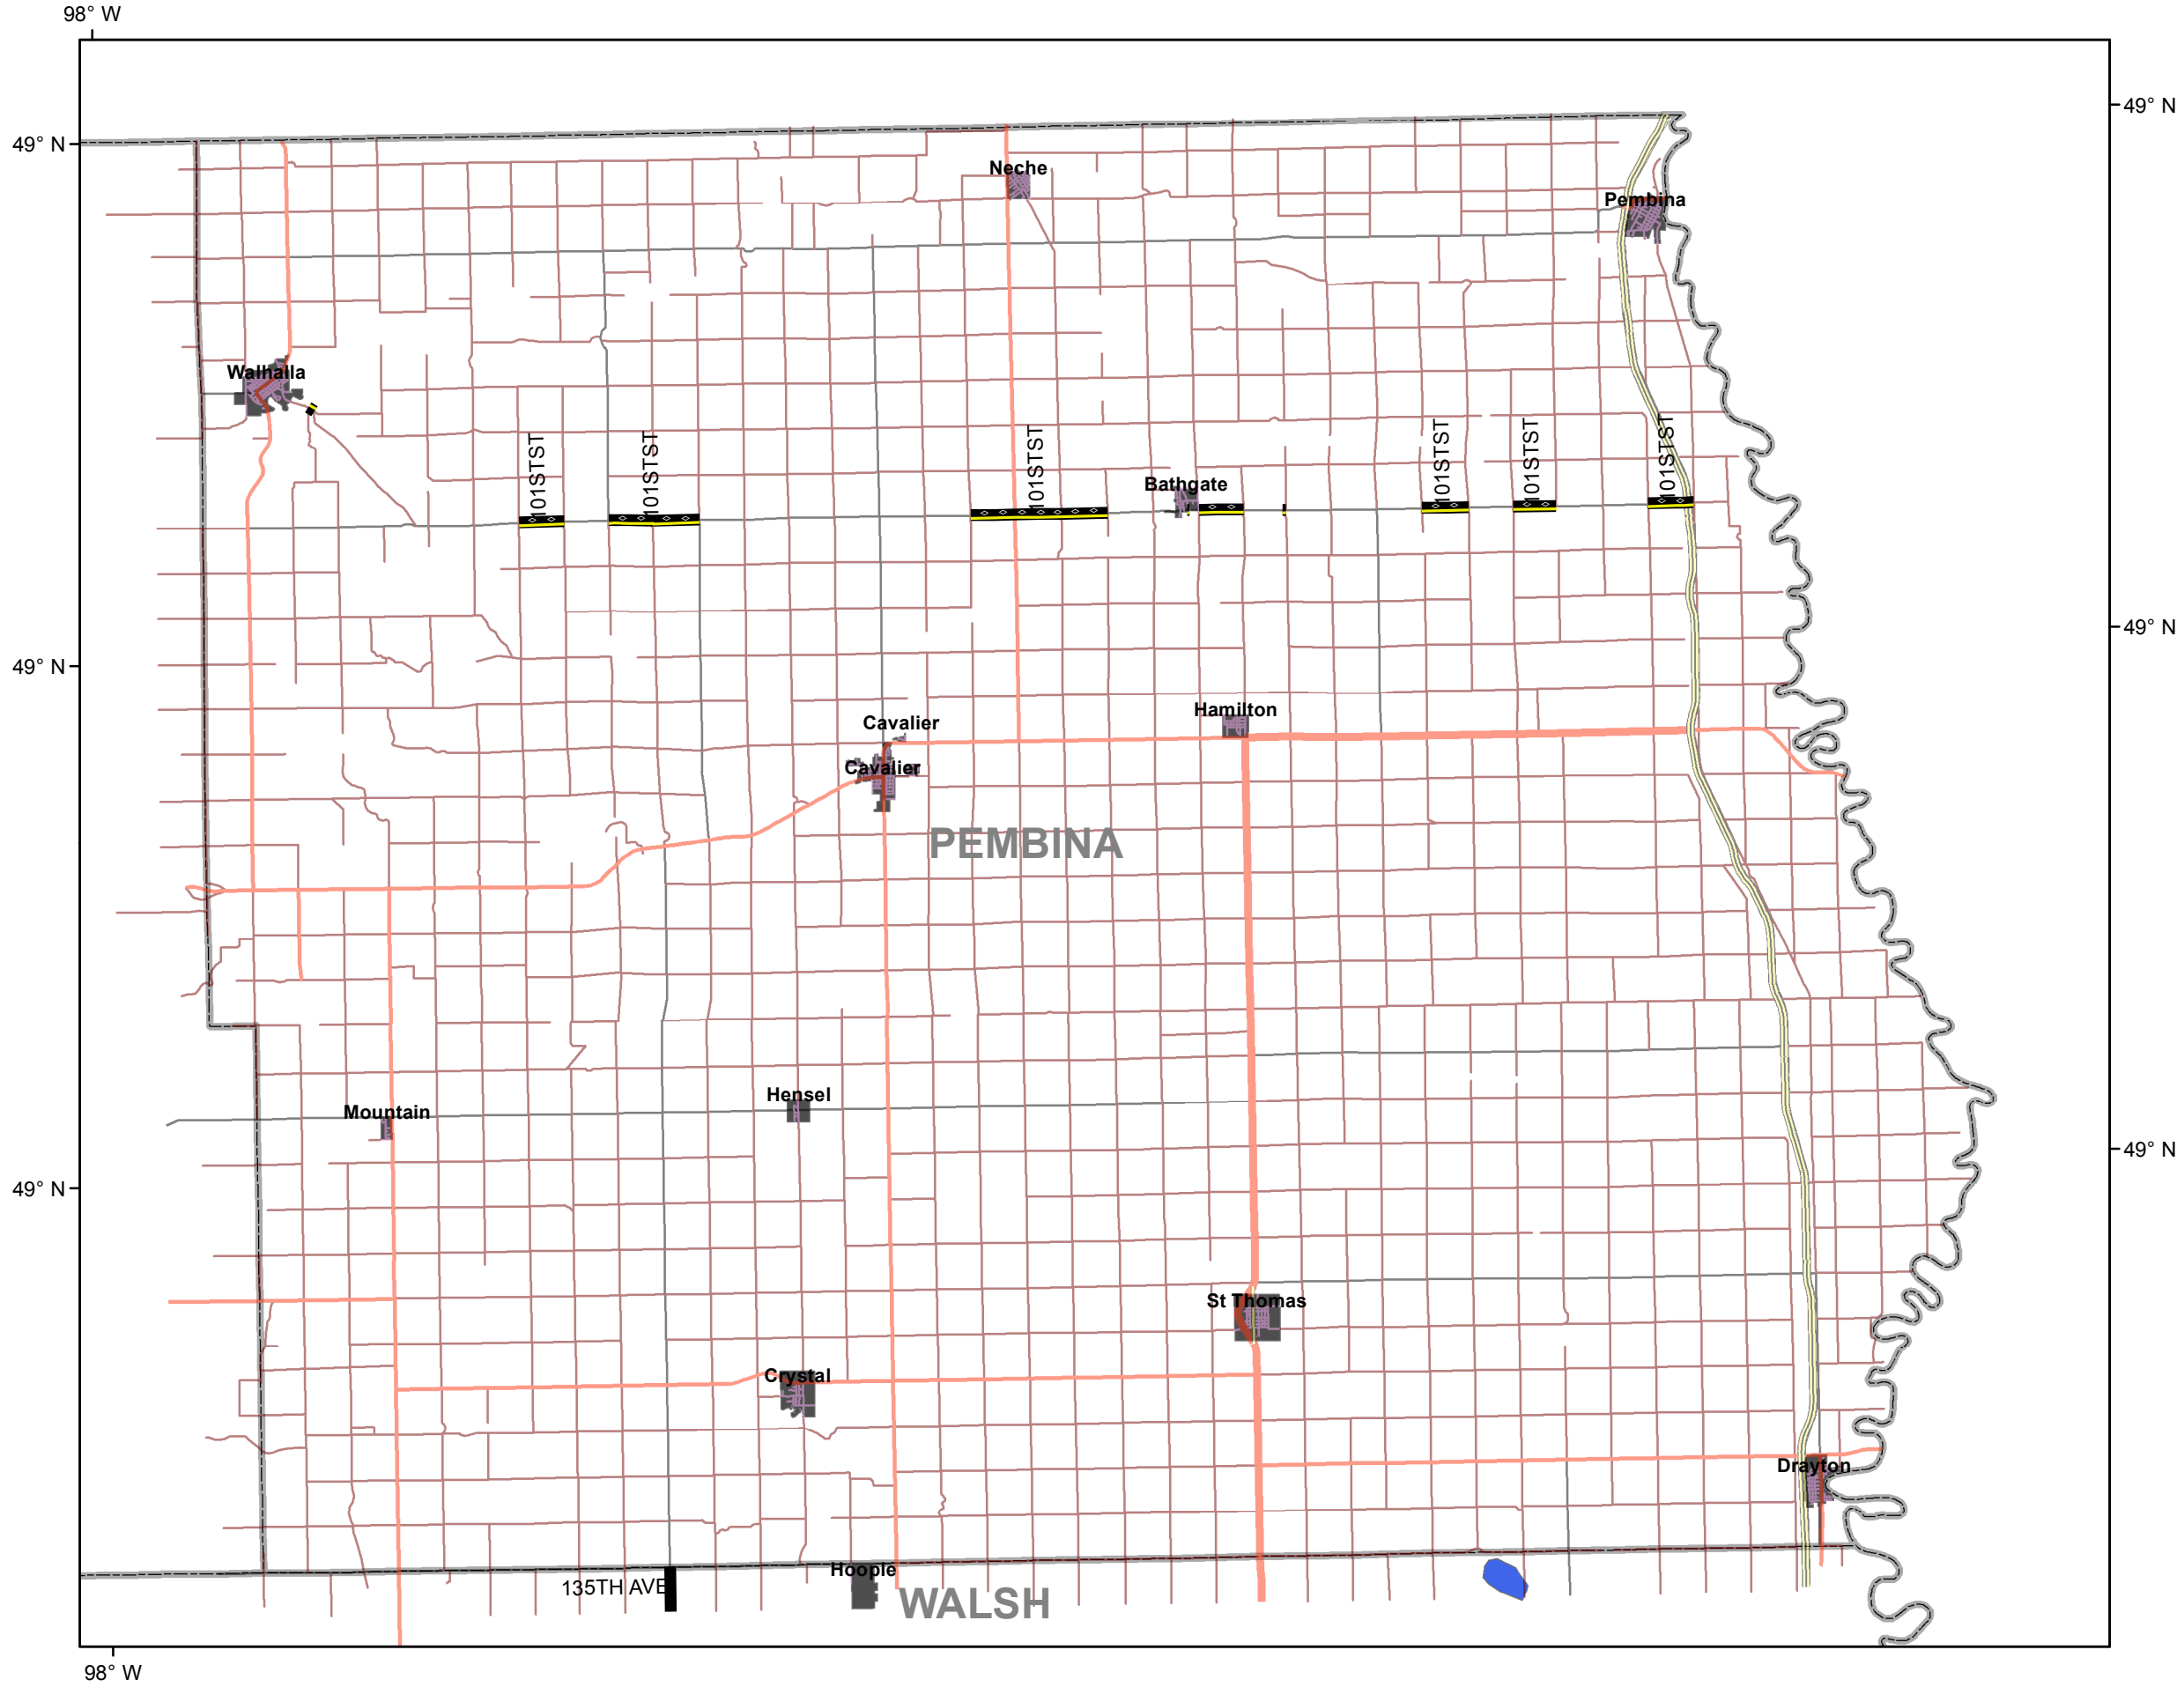 98° W
49° N
49° N
Neche
Pembina
Walhalla
101STST
101STST
101STST
101STST
101STST
101STST
Bathgate
49° N
49° N
Hamilton
Cavalier
Cavalier
PEMBINA
Hensel
Mountain
49° N
49° N
St Thomas
Crystal
Drayton
Hoople
135TH AVE
WALSH
98° W